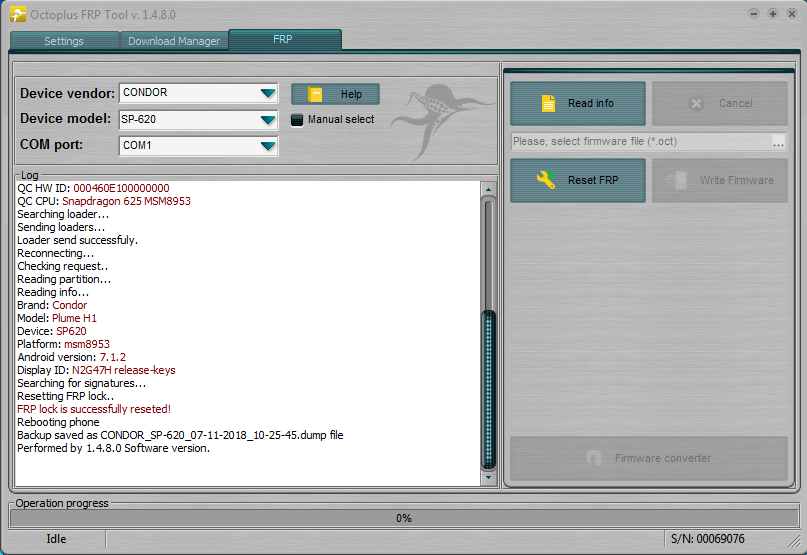 Octoplus FRP Tool v. 1.4.8.0
Settings
Download Manager
FRP
Device vendor:
CONDOR
Help
Device model:
SP-620
Manual select
COM port:
COM1
Log
QC HW ID: 000460E100000000
QC CPU: Snapdragon 625 MSM8953
Searching loader...
Sending loaders...
Loader send successfuly.
Reconnecting...
Checking request..
Reading partition...
Reading info...
Brand: Condor
Model: Plume H1
Device: SP620
Platform: msm8953
Android version: 7.1.2
Display ID: N2G47H release-keys
Searching for signatures...
Resetting FRP lock..
FRP lock is successfully reseted!
Rebooting phone
Backup saved as CONDOR_SP-620_07-11-2018_10-25-45.dump file
Performed by 1.4.8.0 Software version.
Read info
Cancel
Please, select firmware file (*.oct)
...
Reset FRP
Write Firmware
Firmware converter
Operation progress
0%
Idle
S/N: 00069076